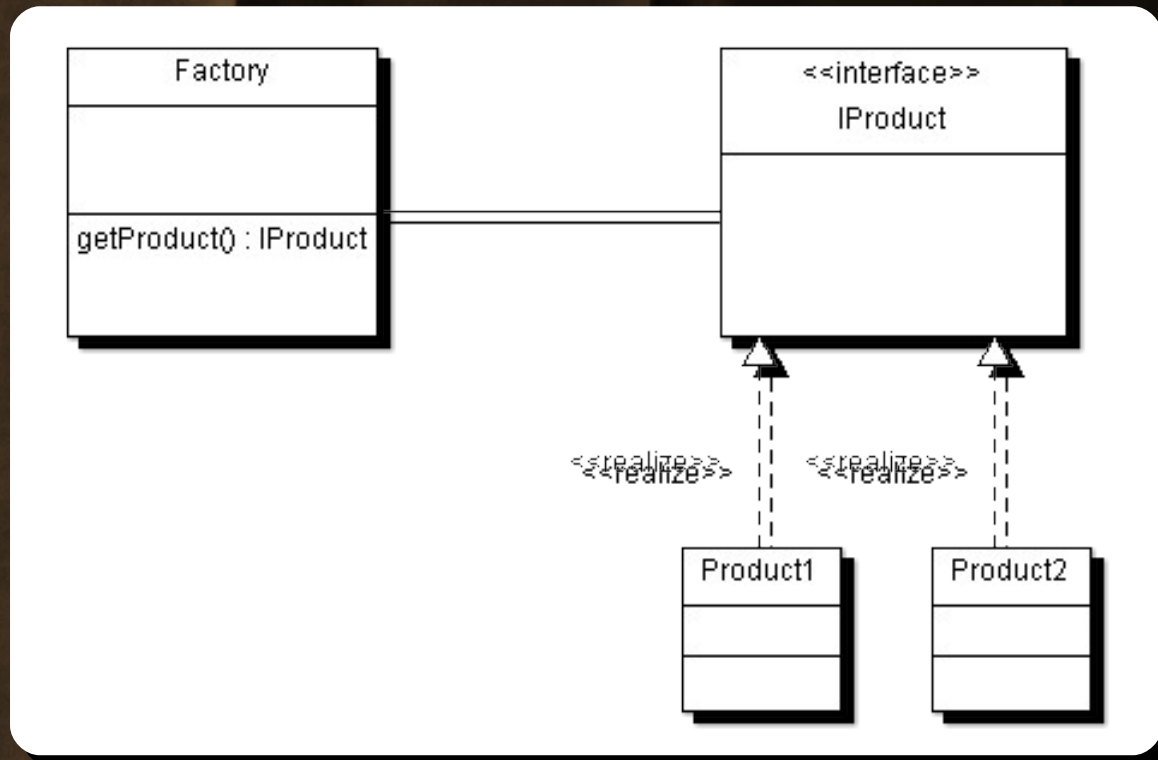 Factory
getProduct() : IProduct
<<interface>>
IProduct
<<realize>>
<<realize>>
Product1
Product2